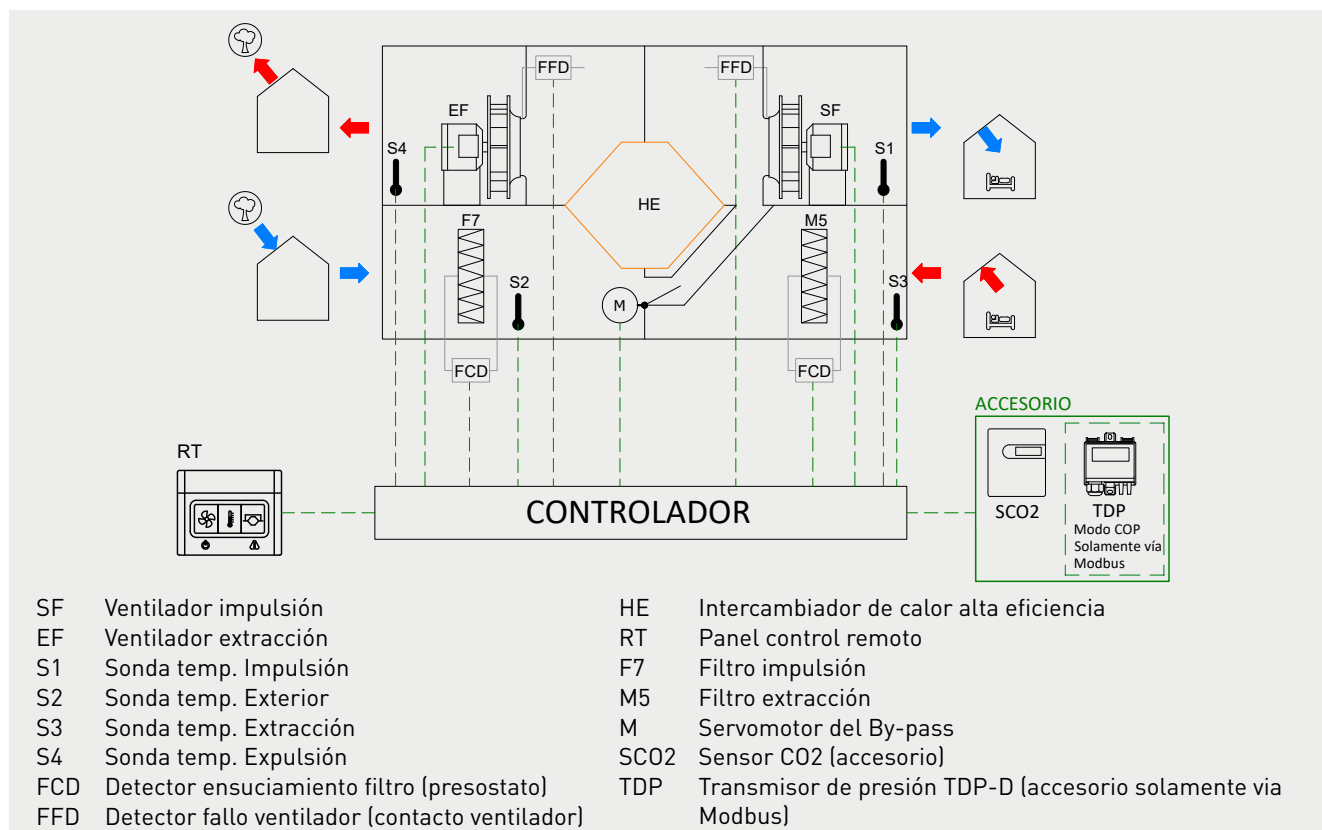 FFD
FFD
EF
SF
S4
S1
HE
F7
M5
S2
S3
M
FCD
FCD
ACCESORIO
RT
CONTROLADOR
SCO2
TDP
Modo COP
Solamente vía
Modbus
SF Ventilador impulsión
EF Ventilador extracción
S1 Sonda temp. Impulsión
S2 Sonda temp. Exterior
S3 Sonda temp. Extracción
S4 Sonda temp. Expulsión
FCD Detector ensuciamiento filtro (presostato)
FFD Detector fallo ventilador (contacto ventilador)
HE Intercambiador de calor alta eficiencia
RT Panel control remoto
F7 Filtro impulsión
M5 Filtro extracción
M Servomotor del By-pass
SCO2 Sensor CO2 (accesorio)
TDP Transmisor de presión TDP-D (accesorio solamente via
Modbus)